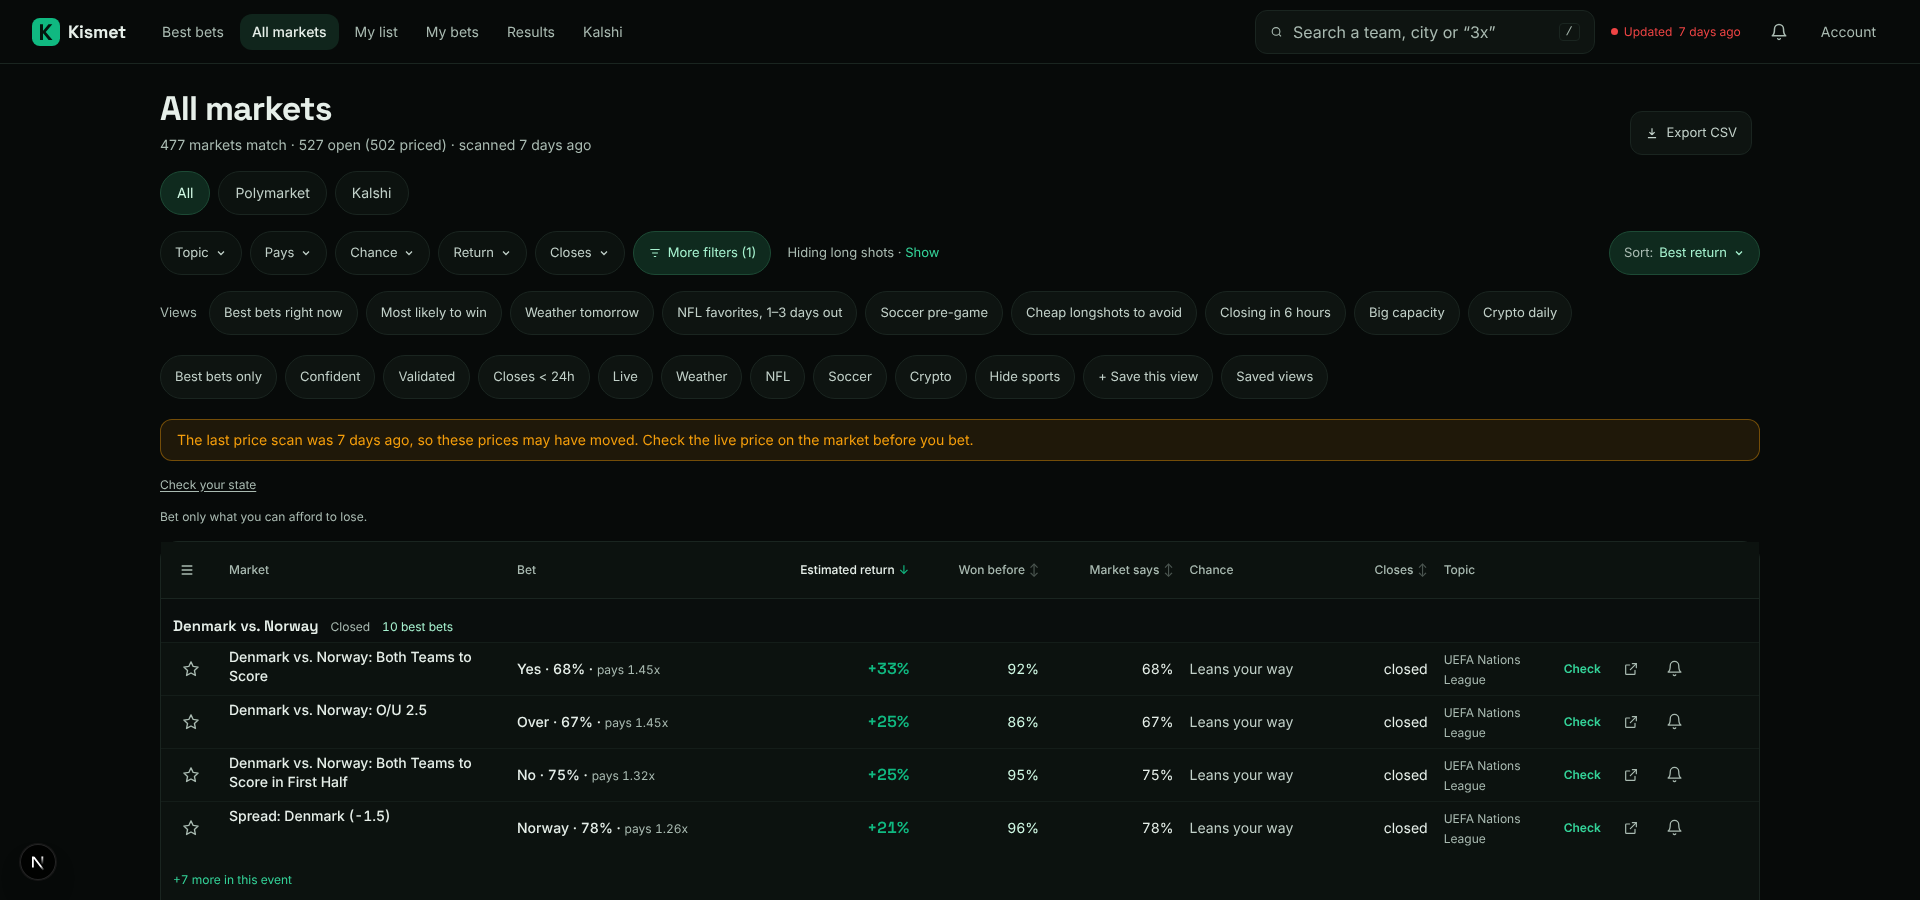 K Kismet Best bets All markets My list My bets Results Kalshi Search a team, city or “3x” / Updated 7 days ago Account
All markets
477 markets match · 527 open (502 priced) · scanned 7 days ago
Export CSV
All Polymarket Kalshi
Topic Pays Chance Return Closes More filters (1) Hiding long shots · Show Sort: Best return
Views Best bets right now Most likely to win Weather tomorrow NFL favorites, 1–3 days out Soccer pre-game Cheap longshots to avoid Closing in 6 hours Big capacity Crypto daily
Best bets only Confident Validated Closes < 24h Live Weather NFL Soccer Crypto Hide sports + Save this view Saved views
The last price scan was 7 days ago, so these prices may have moved. Check the live price on the market before you bet.
Check your state
Bet only what you can afford to lose.
Market Bet Estimated return ↓ Won before Market says Chance Closes Topic
Denmark vs. Norway Closed 10 best bets
Denmark vs. Norway: Both Teams to
Score
Yes · 68% · pays 1.45x +33% 92% 68% Leans your way closed
UEFA Nations
League
Check
Denmark vs. Norway: O/U 2.5
Over · 67% · pays 1.45x +25% 86% 67% Leans your way closed
UEFA Nations
League
Check
Denmark vs. Norway: Both Teams to
Score in First Half
No · 75% · pays 1.32x +25% 95% 75% Leans your way closed
UEFA Nations
League
Check
Spread: Denmark (-1.5)
Norway · 78% · pays 1.26x +21% 96% 78% Leans your way closed
UEFA Nations
League
Check
N
+7 more in this event